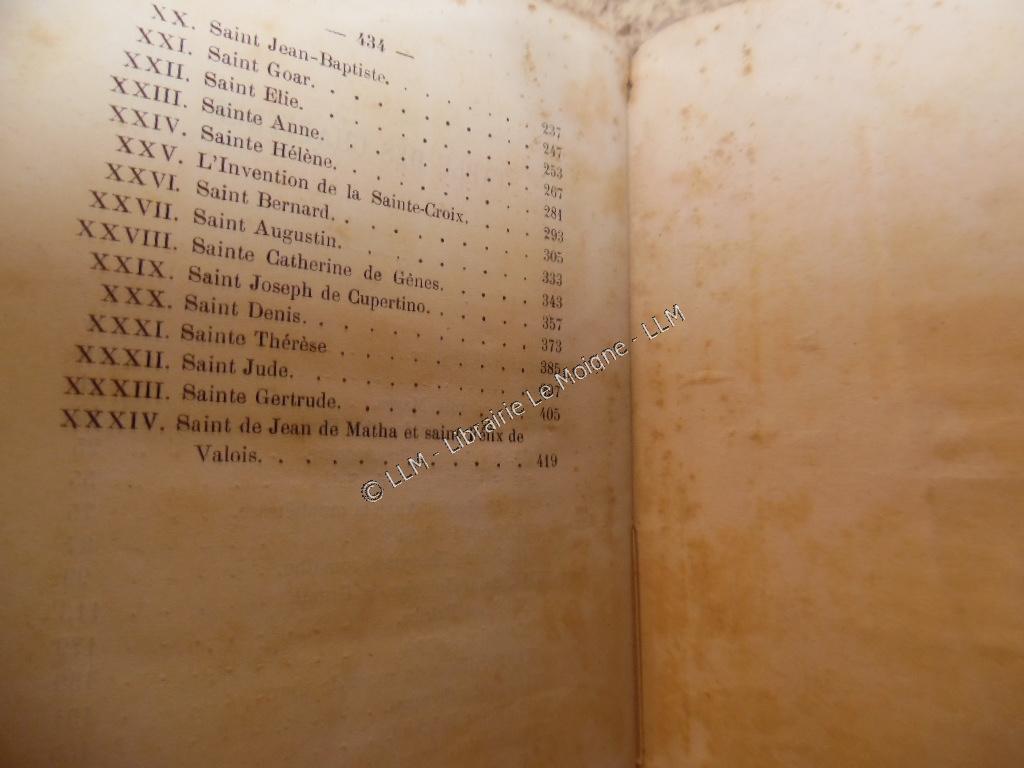 — 434 —
XX. Saint Jean-Baptiste. . . . . . 237
XXI. Saint Goar. . . . . . . . . 247
XXII. Saint Elie. . . . . . . . . 253
XXIII. Sainte Anne. . . . . . . . 267
XXIV. Sainte Hélène. . . . . . . . 281
XXV. L'Invention de la Sainte-Croix. . . . 293
XXVI. Saint Bernard. . . . . . . . 305
XXVII. Saint Augustin. . . . . . . . 333
XXVIII. Sainte Catherine de Gênes. . . . . 343
XXIX. Saint Joseph de Cupertino. . . . . 357
XXX. Saint Denis. . . . . . . . . 373
XXXI. Sainte Thérèse . . . . . . . . 385
XXXII. Saint Jude. . . . . . . . .
XXXIII. Sainte Gertrude. . . . . . . . 405
XXXIV. Saint de Jean de Matha et saint de
Valois. . . . . . . . . . . 419
© LLM - Librairie Le Moigne - LLM